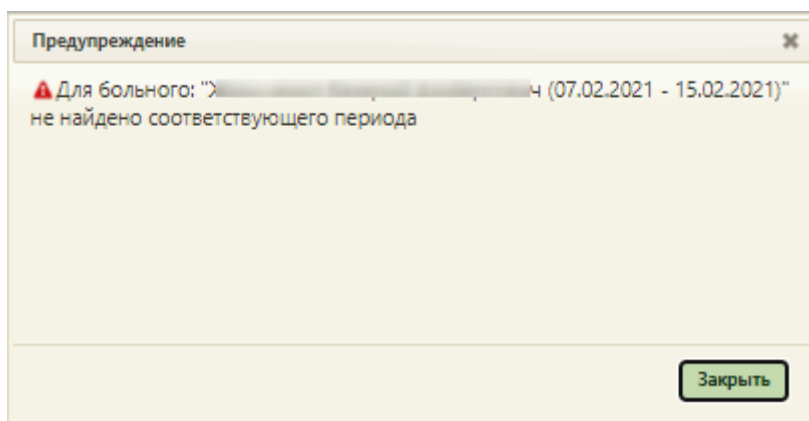 Предупреждение
Для больного: "Ж ч (07.02.2021 - 15.02.2021)"
не найдено соответствующего периода
Закрыть